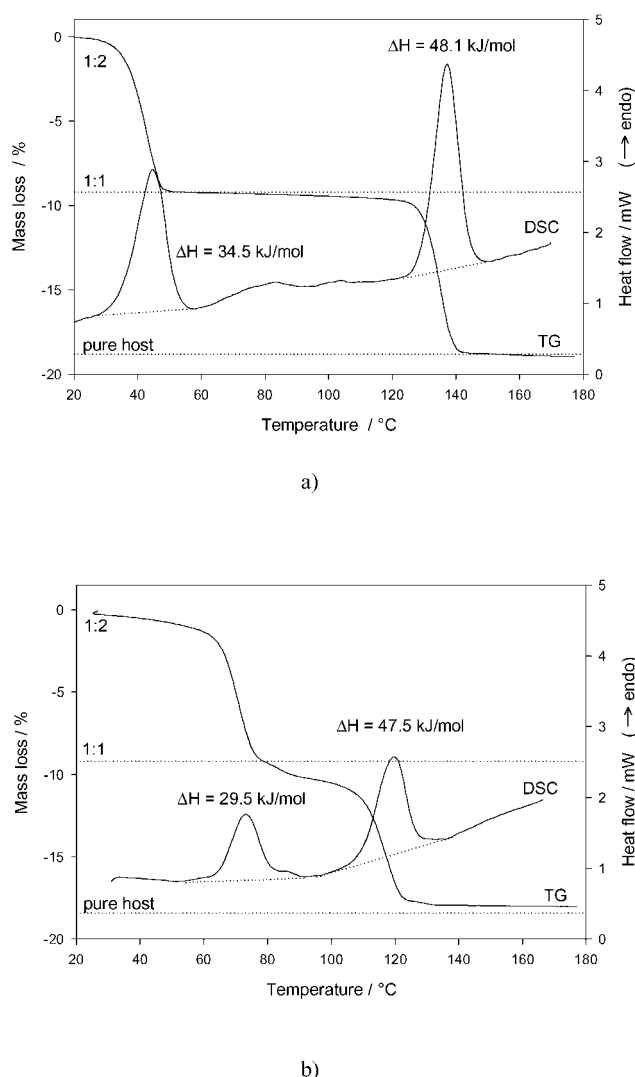 0
-5
-10
-15
-20
Mass loss / %
1:2
1:1
pure host
ΔH = 34.5 kJ/mol
ΔH = 48.1 kJ/mol
DSC
TG
5
4
3
2
1
0
Heat flow / mW (→ endo)
20 40 60 80 100 120 140 160 180
Temperature / °C
a)
0
-5
-10
-15
-20
Mass loss / %
1:2
1:1
pure host
ΔH = 29.5 kJ/mol
ΔH = 47.5 kJ/mol
DSC
TG
5
4
3
2
1
0
Heat flow / mW (→ endo)
20 40 60 80 100 120 140 160 180
Temperature / °C
b)